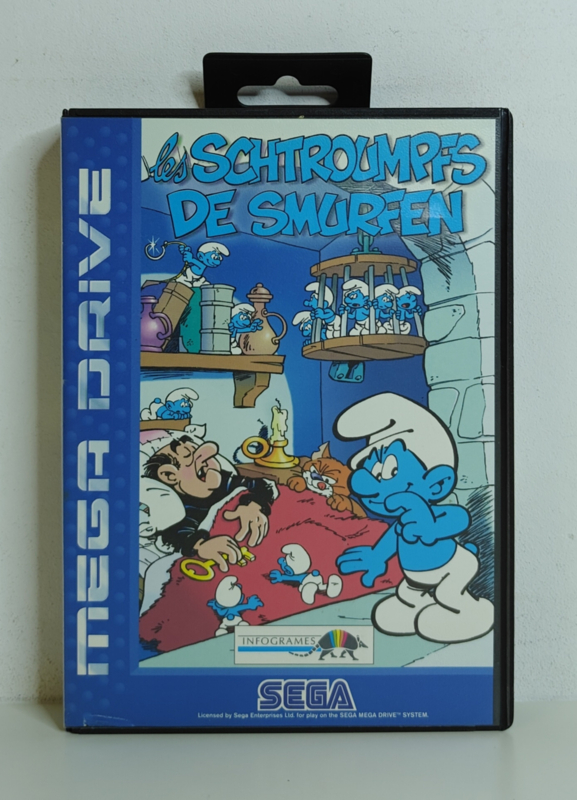 les SCHTROUMPFS
DE SMURFEN
MEGA DRIVE
INFOGRAMES
SEGA
Licensed by Sega Enterprises Ltd. for play on the SEGA MEGA DRIVE™ SYSTEM.